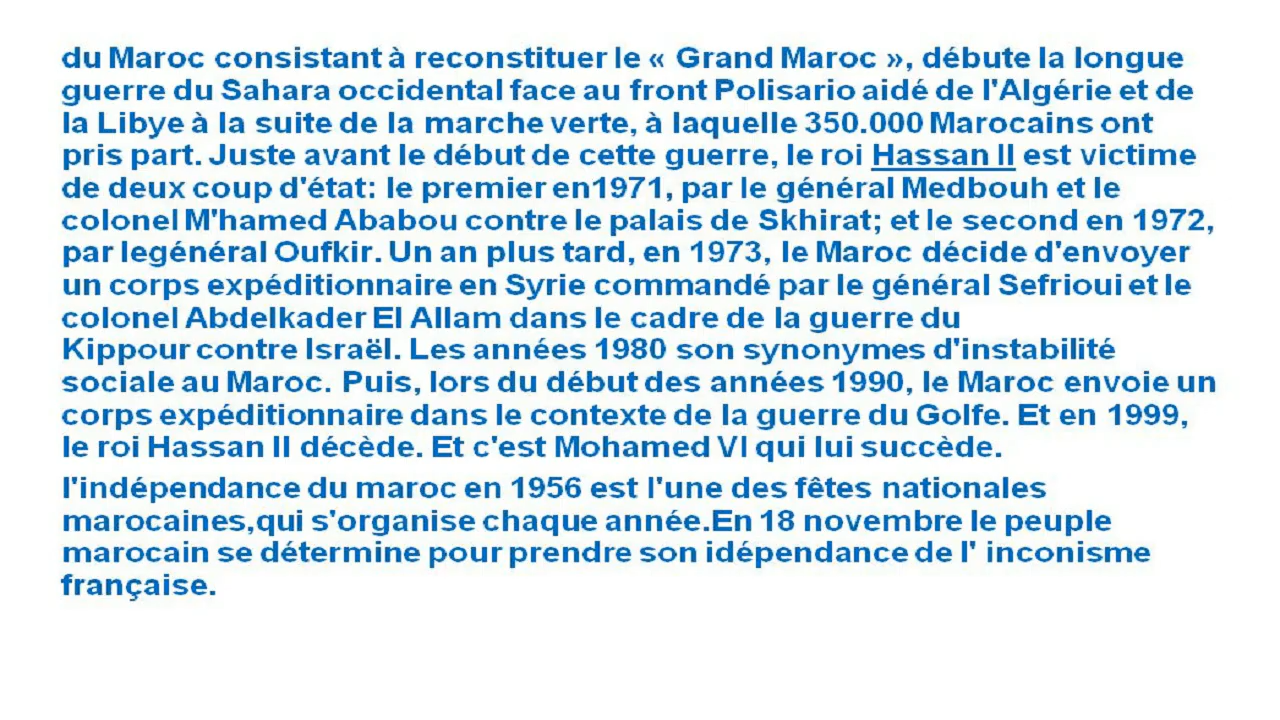 du Maroc consistant à reconstituer le « Grand Maroc », débute la longue
guerre du Sahara occidental face au front Polisario aidé de l'Algérie et de
la Libye à la suite de la marche verte, à laquelle 350.000 Marocains ont
pris part. Juste avant le début de cette guerre, le roi Hassan II est victime
de deux coup d'état: le premier en1971, par le général Medbouh et le
colonel M'hamed Ababou contre le palais de Skhirat; et le second en 1972,
par legénéral Oufkir. Un an plus tard, en 1973, le Maroc décide d'envoyer
un corps expéditionnaire en Syrie commandé par le général Sefrioui et le
colonel Abdelkader El Allam dans le cadre de la guerre du
Kippour contre Israël. Les années 1980 son synonymes d'instabilité
sociale au Maroc. Puis, lors du début des années 1990, le Maroc envoie un
corps expéditionnaire dans le contexte de la guerre du Golfe. Et en 1999,
le roi Hassan II décède. Et c'est Mohamed VI qui lui succède.
l'indépendance du maroc en 1956 est l'une des fêtes nationales
marocaines,qui s'organise chaque année.En 18 novembre le peuple
marocain se détermine pour prendre son idépendance de l' inconisme
française.